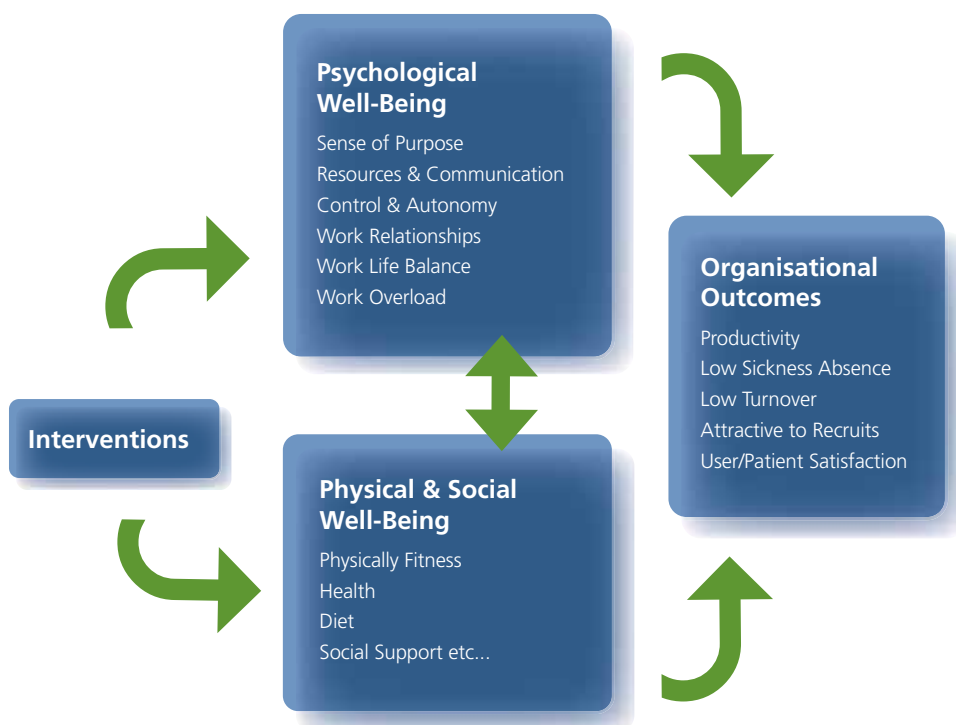 Psychological
Well-Being
Sense of Purpose
Resources & Communication
Control & Autonomy
Work Relationships
Work Life Balance
Work Overload
Interventions
Physical & Social
Well-Being
Physically Fitness
Health
Diet
Social Support etc...
Organisational
Outcomes
Productivity
Low Sickness Absence
Low Turnover
Attractive to Recruits
User/Patient Satisfaction